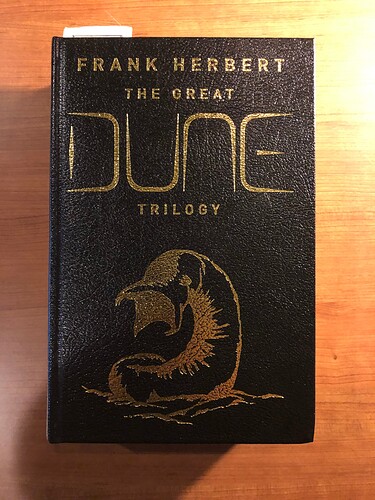 FRANK HERBERT
THE GREAT
DUNE
TRILOGY